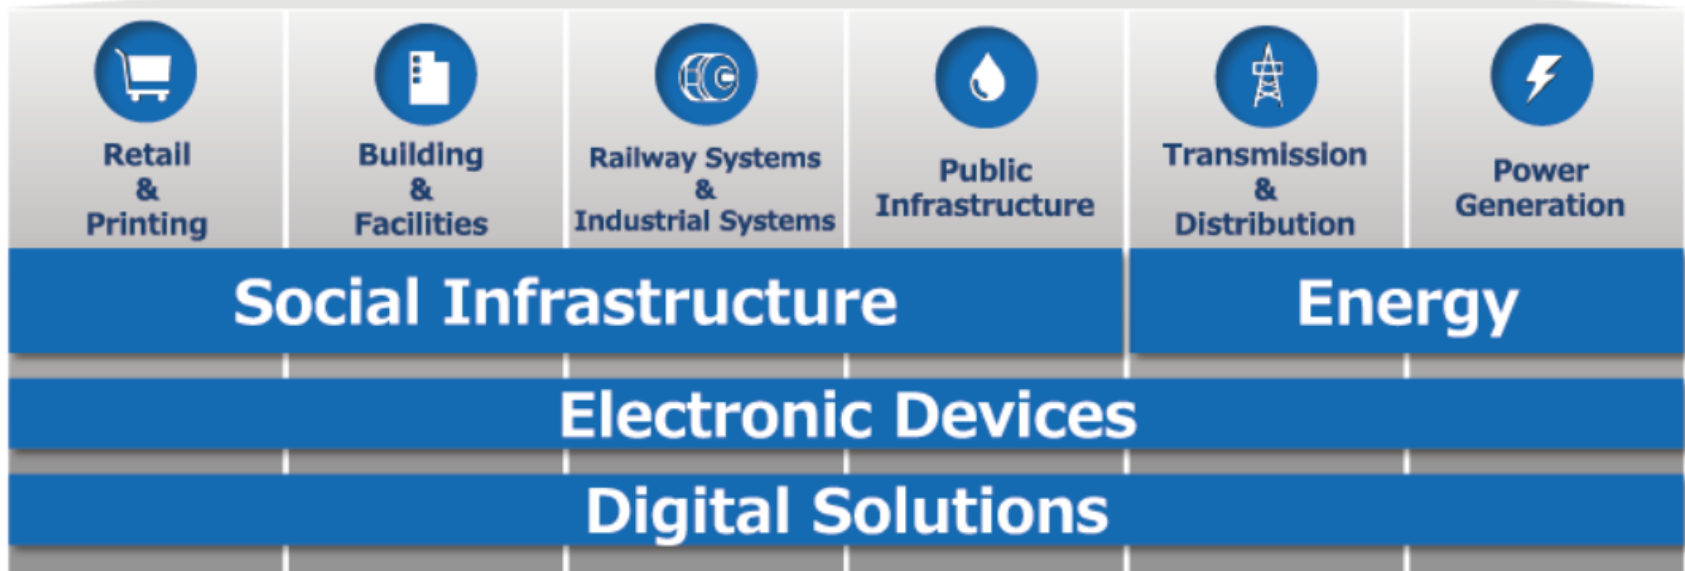 Retail
&
Printing
Building
&
Facilities
Railway Systems
&
Industrial Systems
Public
Infrastructure
Transmission
&
Distribution
Power
Generation
Social Infrastructure
Energy
Electronic Devices
Digital Solutions